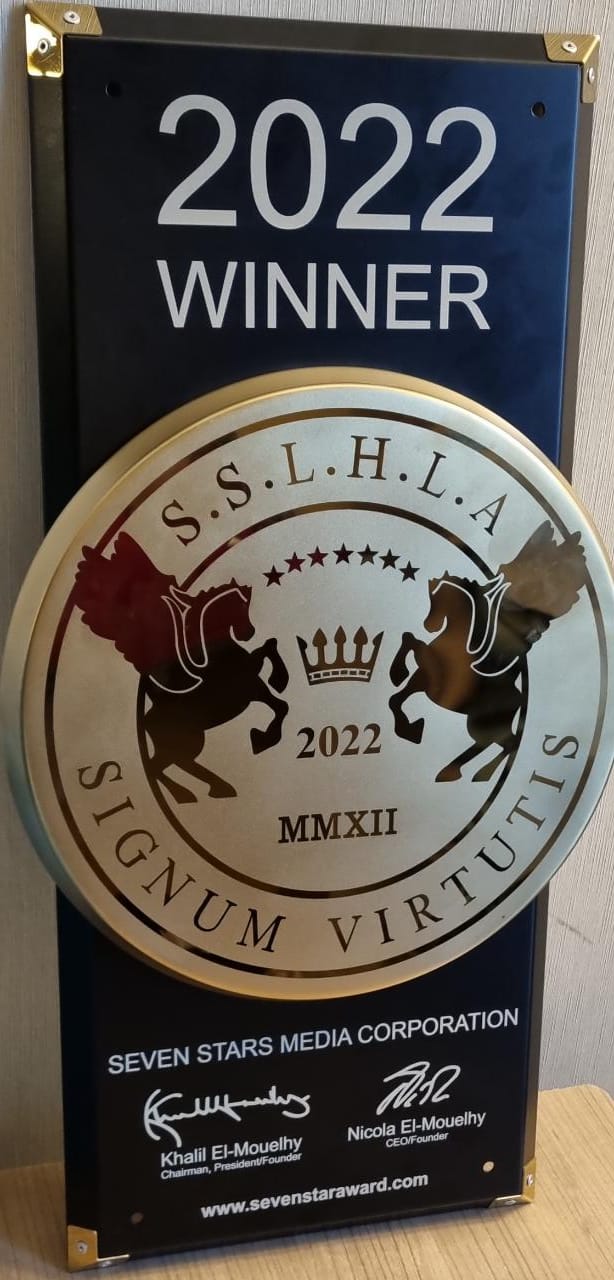 2022
WINNER
S.S.L.H.L.A
2022
MMXII
SIGNUM VIRTUTIS
SEVEN STARS MEDIA CORPORATION
Khalil El-Mouelhy
Chairman, President/Founder
Nicola El-Mouelhy
CEO/Founder
www.sevenstaraward.com